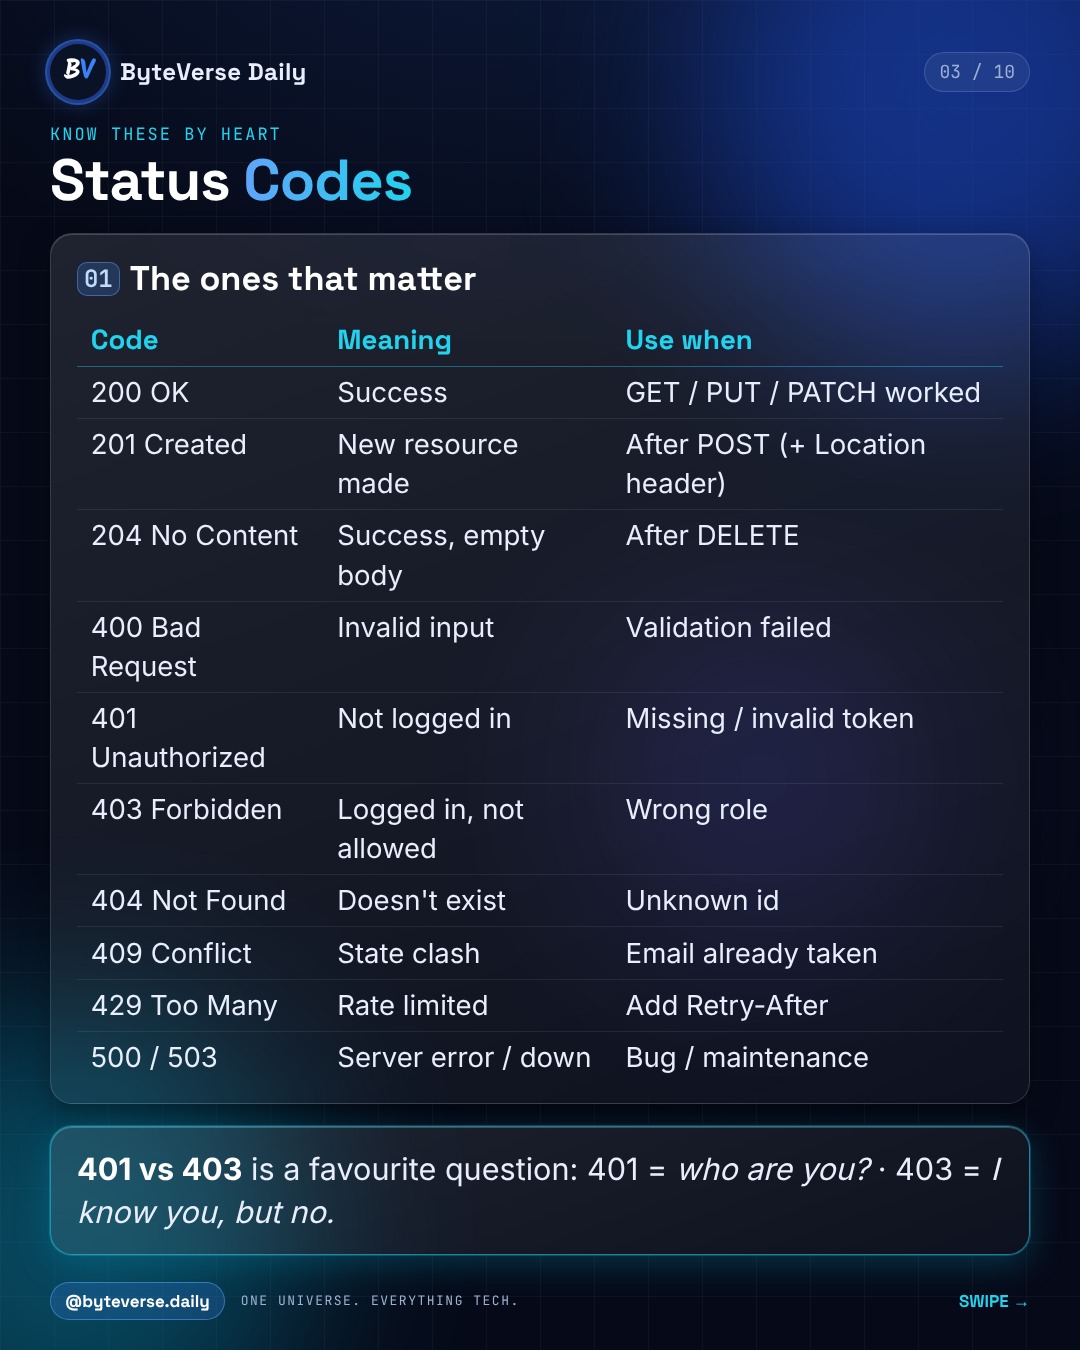 BV ByteVerse Daily
03 / 10
KNOW THESE BY HEART
Status Codes
01 The ones that matter
Code Meaning Use when
200 OK Success GET / PUT / PATCH worked
201 Created New resource After POST (+ Location
made header)
204 No Content Success, empty After DELETE
body
400 Bad Invalid input Validation failed
Request
401 Not logged in Missing / invalid token
Unauthorized
403 Forbidden Logged in, not Wrong role
allowed
404 Not Found Doesn't exist Unknown id
409 Conflict State clash Email already taken
429 Too Many Rate limited Add Retry-After
500 / 503 Server error / down Bug / maintenance
401 vs 403 is a favourite question: 401 = who are you? · 403 = I
know you, but no.
@byteverse.daily ONE UNIVERSE. EVERYTHING TECH. SWIPE →